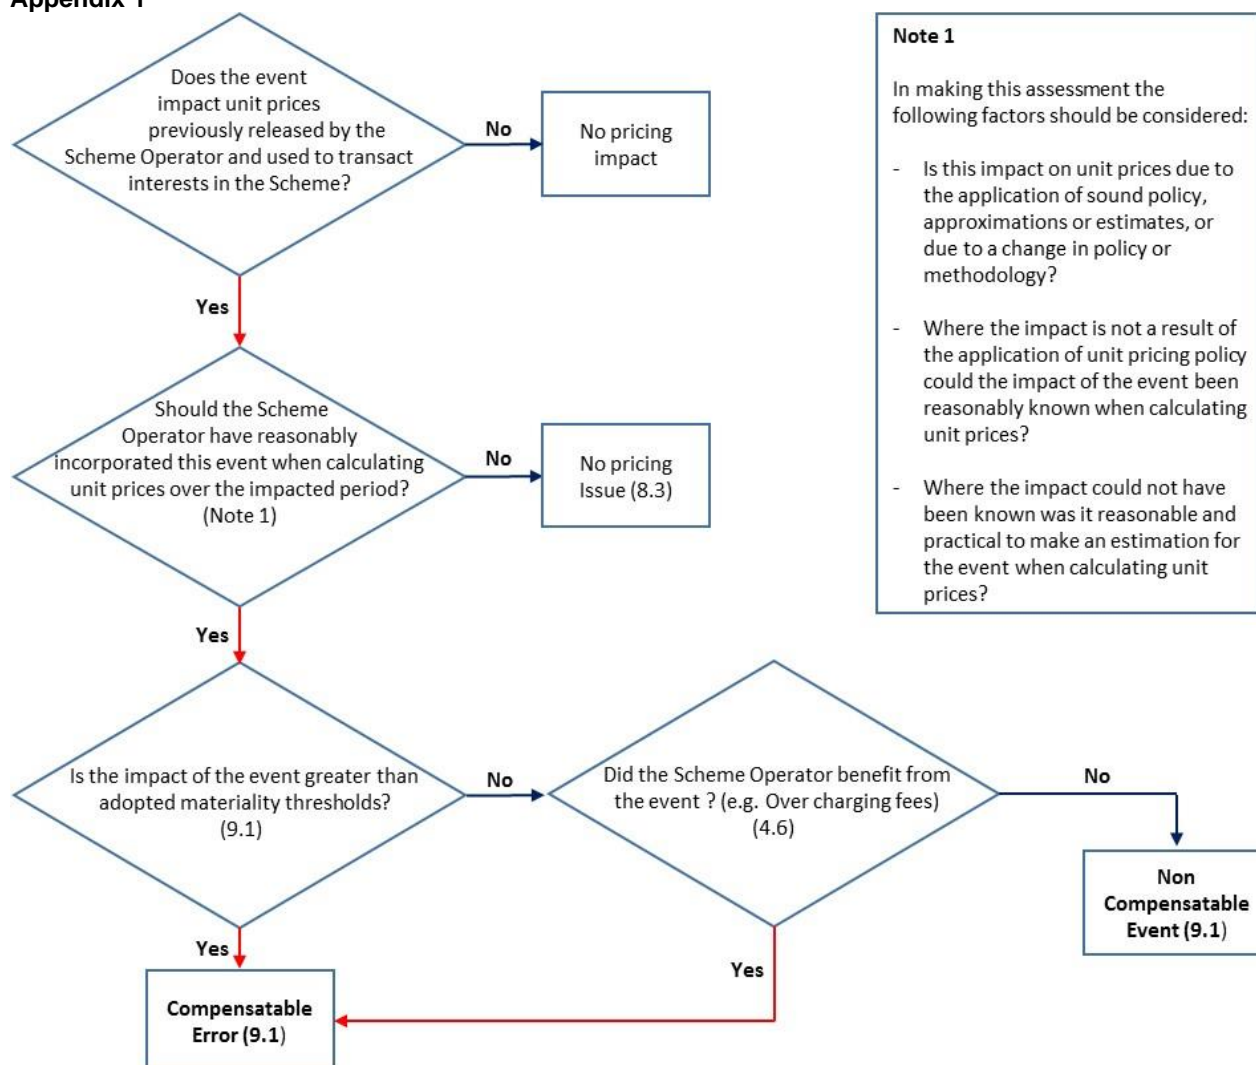 Appendix 1
Does the event
impact unit prices
previously released by the
Scheme Operator and used to transact
interests in the Scheme?
No
No pricing
impact
Yes
Should the Scheme
Operator have reasonably
incorporated this event when calculating
unit prices over the impacted period?
(Note 1)
No
No pricing
Issue (8.3)
Yes
Is the impact of the event greater than
adopted materiality thresholds?
(9.1)
No
Did the Scheme Operator benefit from
the event ? (e.g. Over charging fees)
(4.6)
No
Non
Compensatable
Event (9.1)
Yes
Yes
Compensatable
Error (9.1)
Note 1
In making this assessment the
following factors should be considered:
- Is this impact on unit prices due to
the application of sound policy,
approximations or estimates, or
due to a change in policy or
methodology?
- Where the impact is not a result of
the application of unit pricing policy
could the impact of the event been
reasonably known when calculating
unit prices?
- Where the impact could not have
been known was it reasonable and
practical to make an estimation for
the event when calculating unit
prices?